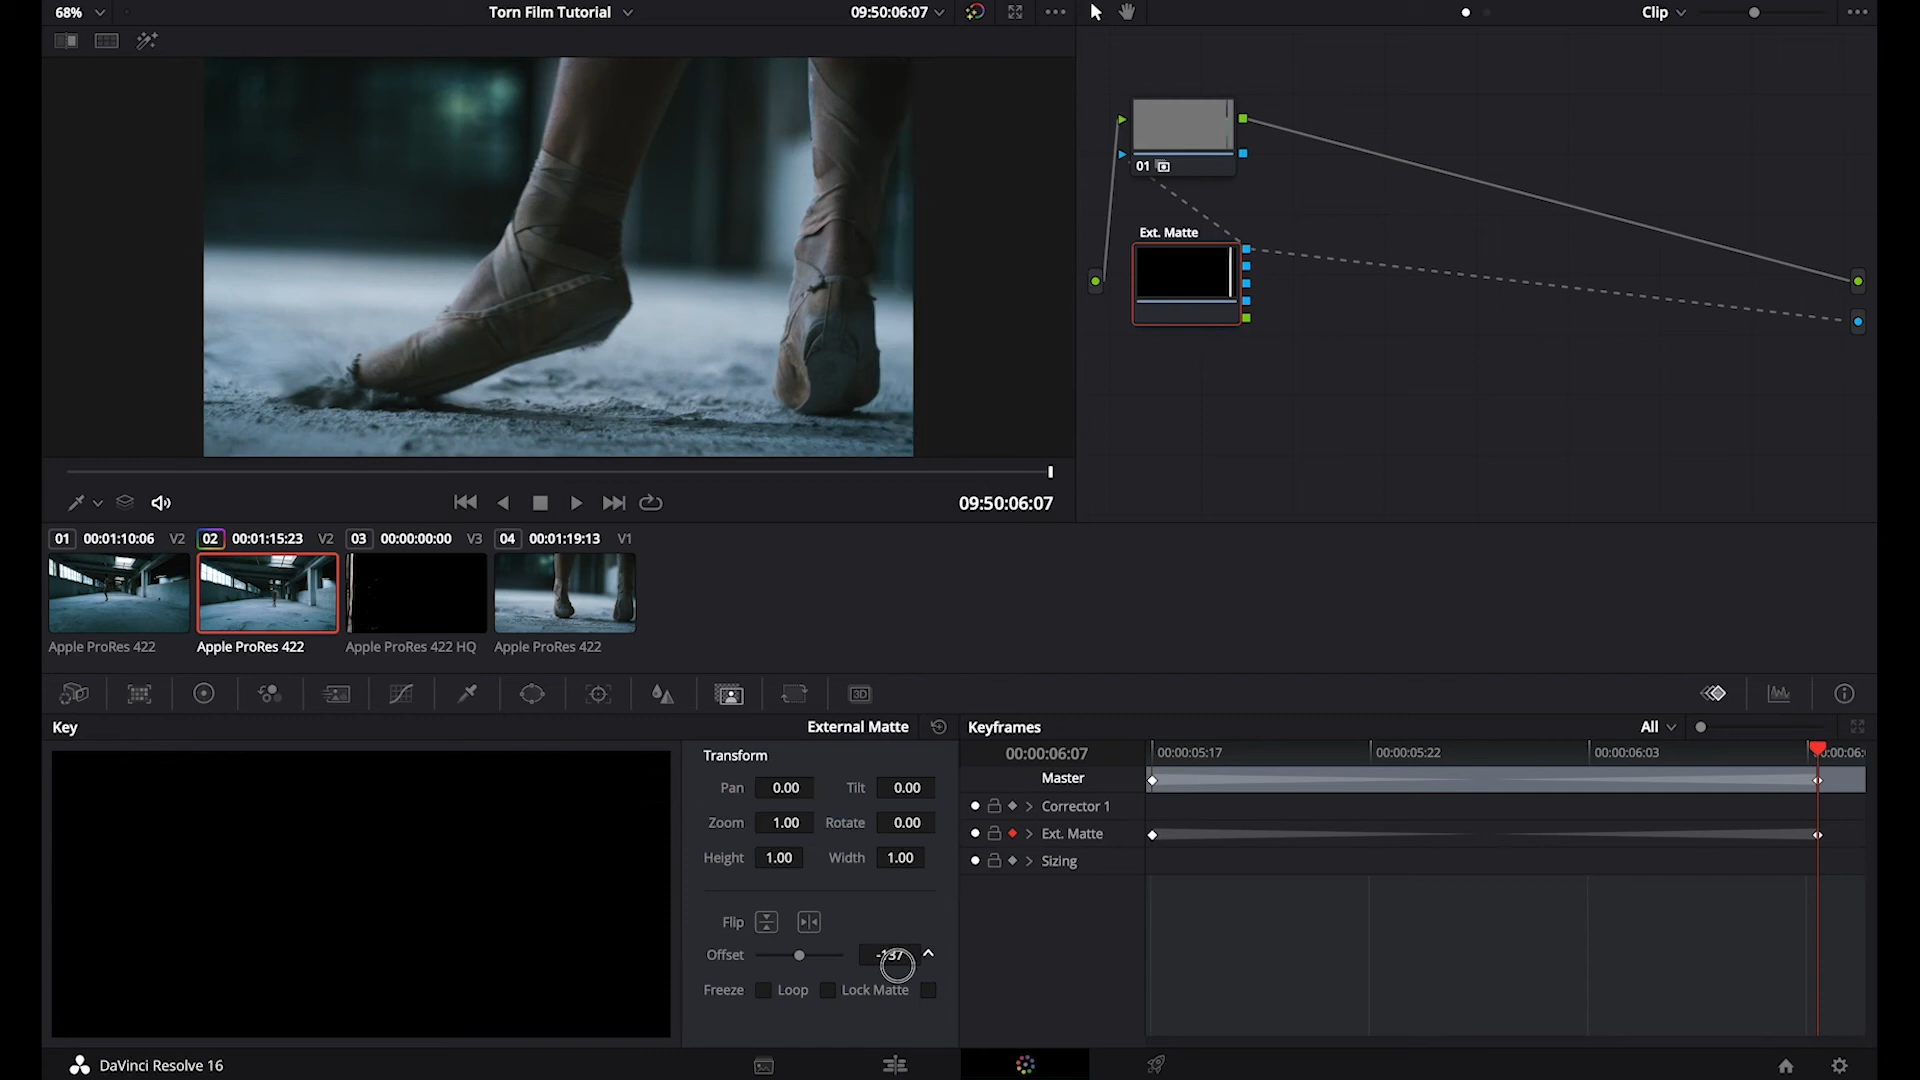 68%
Torn Film Tutorial
09:50:06:07
Clip
01
Ext. Matte
09:50:06:07
01 00:01:10:06 V2
02 00:01:15:23 V2
03 00:00:00:00 V3
04 00:01:19:13 V1
Apple ProRes 422
Apple ProRes 422
Apple ProRes 422 HQ
Apple ProRes 422
3D
Key
External Matte
Transform
Pan 0.00 Tilt 0.00
Zoom 1.00 Rotate 0.00
Height 1.00 Width 1.00
Flip
Offset
Freeze Loop Lock Matte
Keyframes
All
00:00:06:07
00:00:05:17
00:00:05:22
00:00:06:03
Master
Corrector 1
Ext. Matte
Sizing
DaVinci Resolve 16